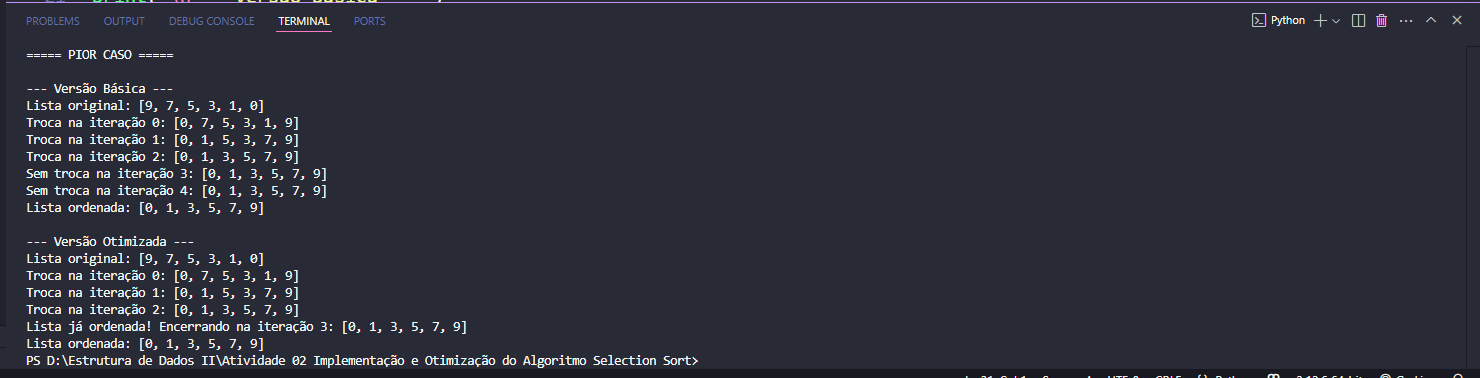 PROBLEMS OUTPUT DEBUG CONSOLE TERMINAL PORTS Python
===== PIOR CASO =====
--- Versão Básica ---
Lista original: [9, 7, 5, 3, 1, 0]
Troca na iteração 0: [0, 7, 5, 3, 1, 9]
Troca na iteração 1: [0, 1, 5, 3, 7, 9]
Troca na iteração 2: [0, 1, 3, 5, 7, 9]
Sem troca na iteração 3: [0, 1, 3, 5, 7, 9]
Sem troca na iteração 4: [0, 1, 3, 5, 7, 9]
Lista ordenada: [0, 1, 3, 5, 7, 9]
--- Versão Otimizada ---
Lista original: [9, 7, 5, 3, 1, 0]
Troca na iteração 0: [0, 7, 5, 3, 1, 9]
Troca na iteração 1: [0, 1, 5, 3, 7, 9]
Troca na iteração 2: [0, 1, 3, 5, 7, 9]
Lista já ordenada! Encerrando na iteração 3: [0, 1, 3, 5, 7, 9]
Lista ordenada: [0, 1, 3, 5, 7, 9]
PS D:\Estrutura de Dados II\Atividade 02 Implementação e Otimização do Algoritmo Selection Sort>